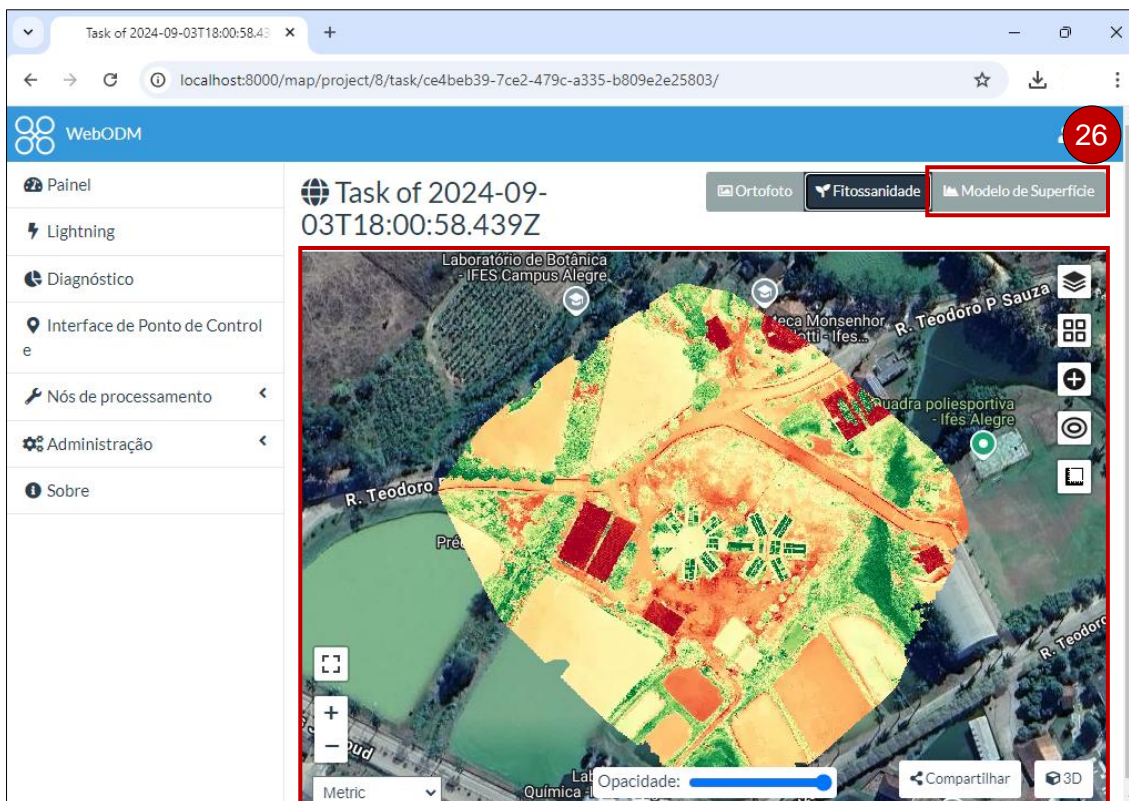 Task of 2024-09-03T18:00:58.43
localhost:8000/map/project/8/task/ce4beb39-7ce2-479c-a335-b809e2e25803/
WebODM
26
Painel
Lightning
Diagnóstico
Interface de Ponto de Control
e
Nós de processamento
Administração
Sobre
Task of 2024-09-
03T18:00:58.439Z
Ortofoto
Fitossanidade
Modelo de Superfície
Laboratório de Botânica
- IFES Campus Alegre
Monsenhor
- Ifes...
R. Teodoro P Sauza
Quadra poliesportiva
- Ifes Alegre
R. Teodoro
R. Teodoro
Química
Opacidade:
Metric
Compartilhar
3D